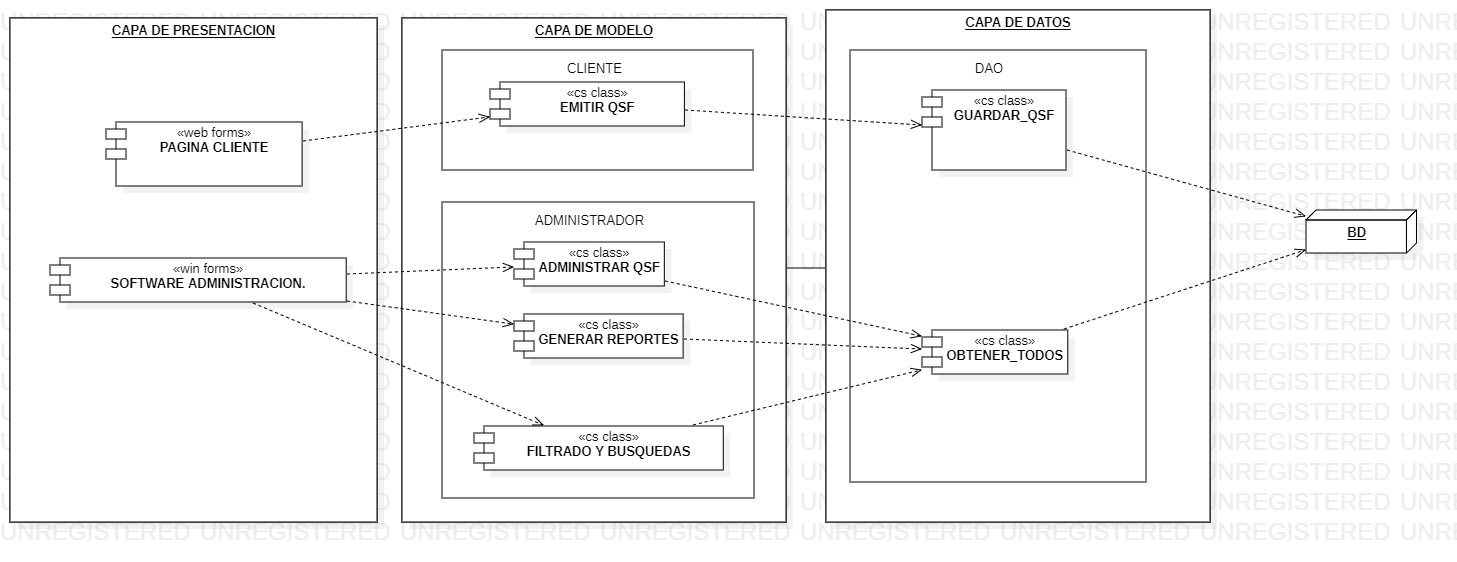 CAPA DE PRESENTACION
«web forms»
PAGINA CLIENTE
«win forms»
SOFTWARE ADMINISTRACION.
CAPA DE MODELO
CLIENTE
«cs class»
EMITIR QSF
ADMINISTRADOR
«cs class»
ADMINISTRAR QSF
«cs class»
GENERAR REPORTES
«cs class»
FILTRADO Y BUSQUEDAS
CAPA DE DATOS
DAO
«cs class»
GUARDAR_QSF
«cs class»
OBTENER_TODOS
BD
UNREGISTERED UNREGISTERED UNREGISTERED UNREGISTERED UNREGISTERED UNREGISTERED UNREGISTERED UNRE